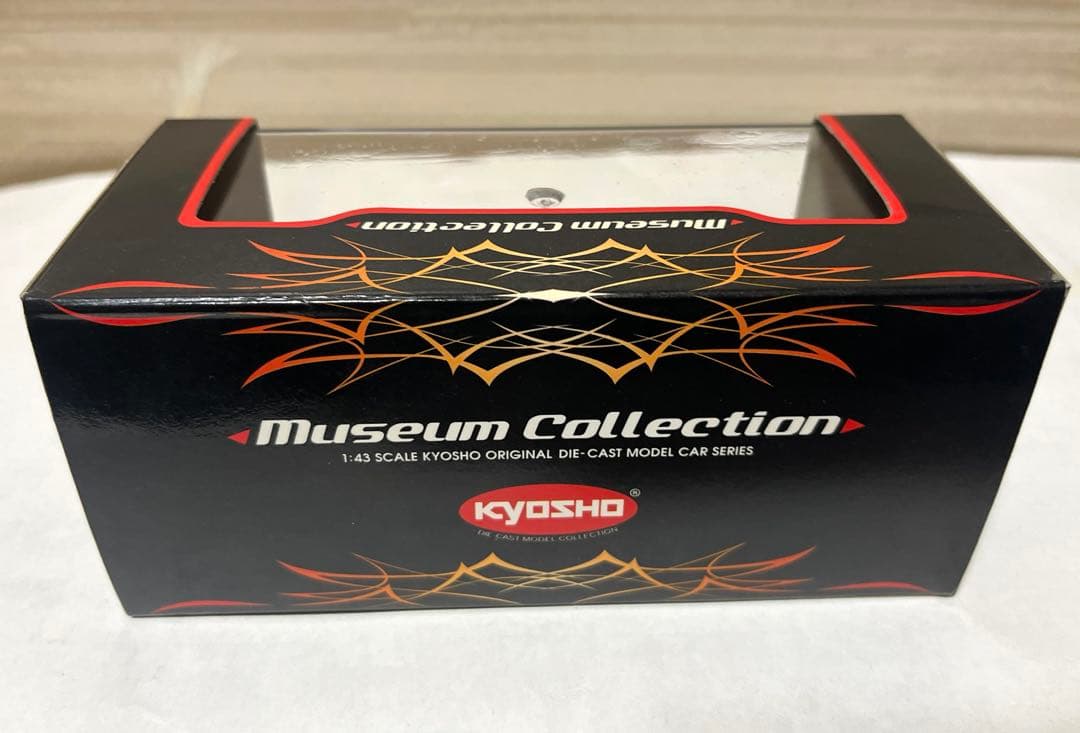 Museum Collection
Museum Collection
1:43 SCALE KYOSHO ORIGINAL DIE-CAST MODEL CAR SERIES
KYOSHO®
DIE CAST MODEL COLLECTION